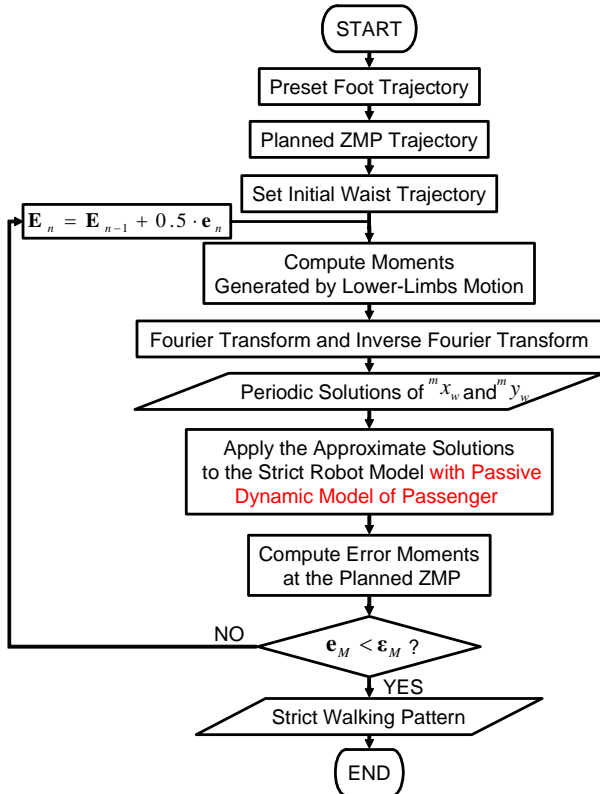 START
Preset Foot Trajectory
Planned ZMP Trajectory
Set Initial Waist Trajectory
E_n = E_{n-1} + 0.5 · e_n
Compute Moments
Generated by Lower-Limbs Motion
Fourier Transform and Inverse Fourier Transform
Periodic Solutions of ^m x_w and ^m y_w
Apply the Approximate Solutions
to the Strict Robot Model with Passive
Dynamic Model of Passenger
Compute Error Moments
at the Planned ZMP
NO
e_M < ε_M ?
YES
Strict Walking Pattern
END